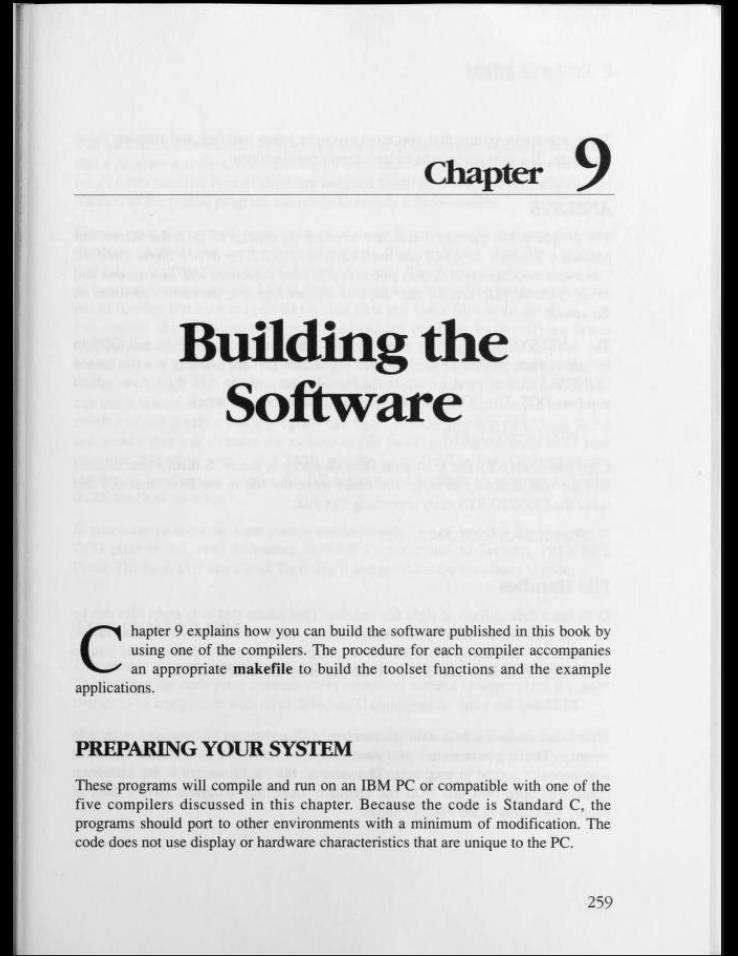 Chapter 9
Building the
Software
Chapter 9 explains how you can build the software published in this book by
using one of the compilers. The procedure for each compiler accompanies
an appropriate makefile to build the toolset functions and the example
applications.
PREPARING YOUR SYSTEM
These programs will compile and run on an IBM PC or compatible with one of the
five compilers discussed in this chapter. Because the code is Standard C, the
programs should port to other environments with a minimum of modification. The
code does not use display or hardware characteristics that are unique to the PC.
259